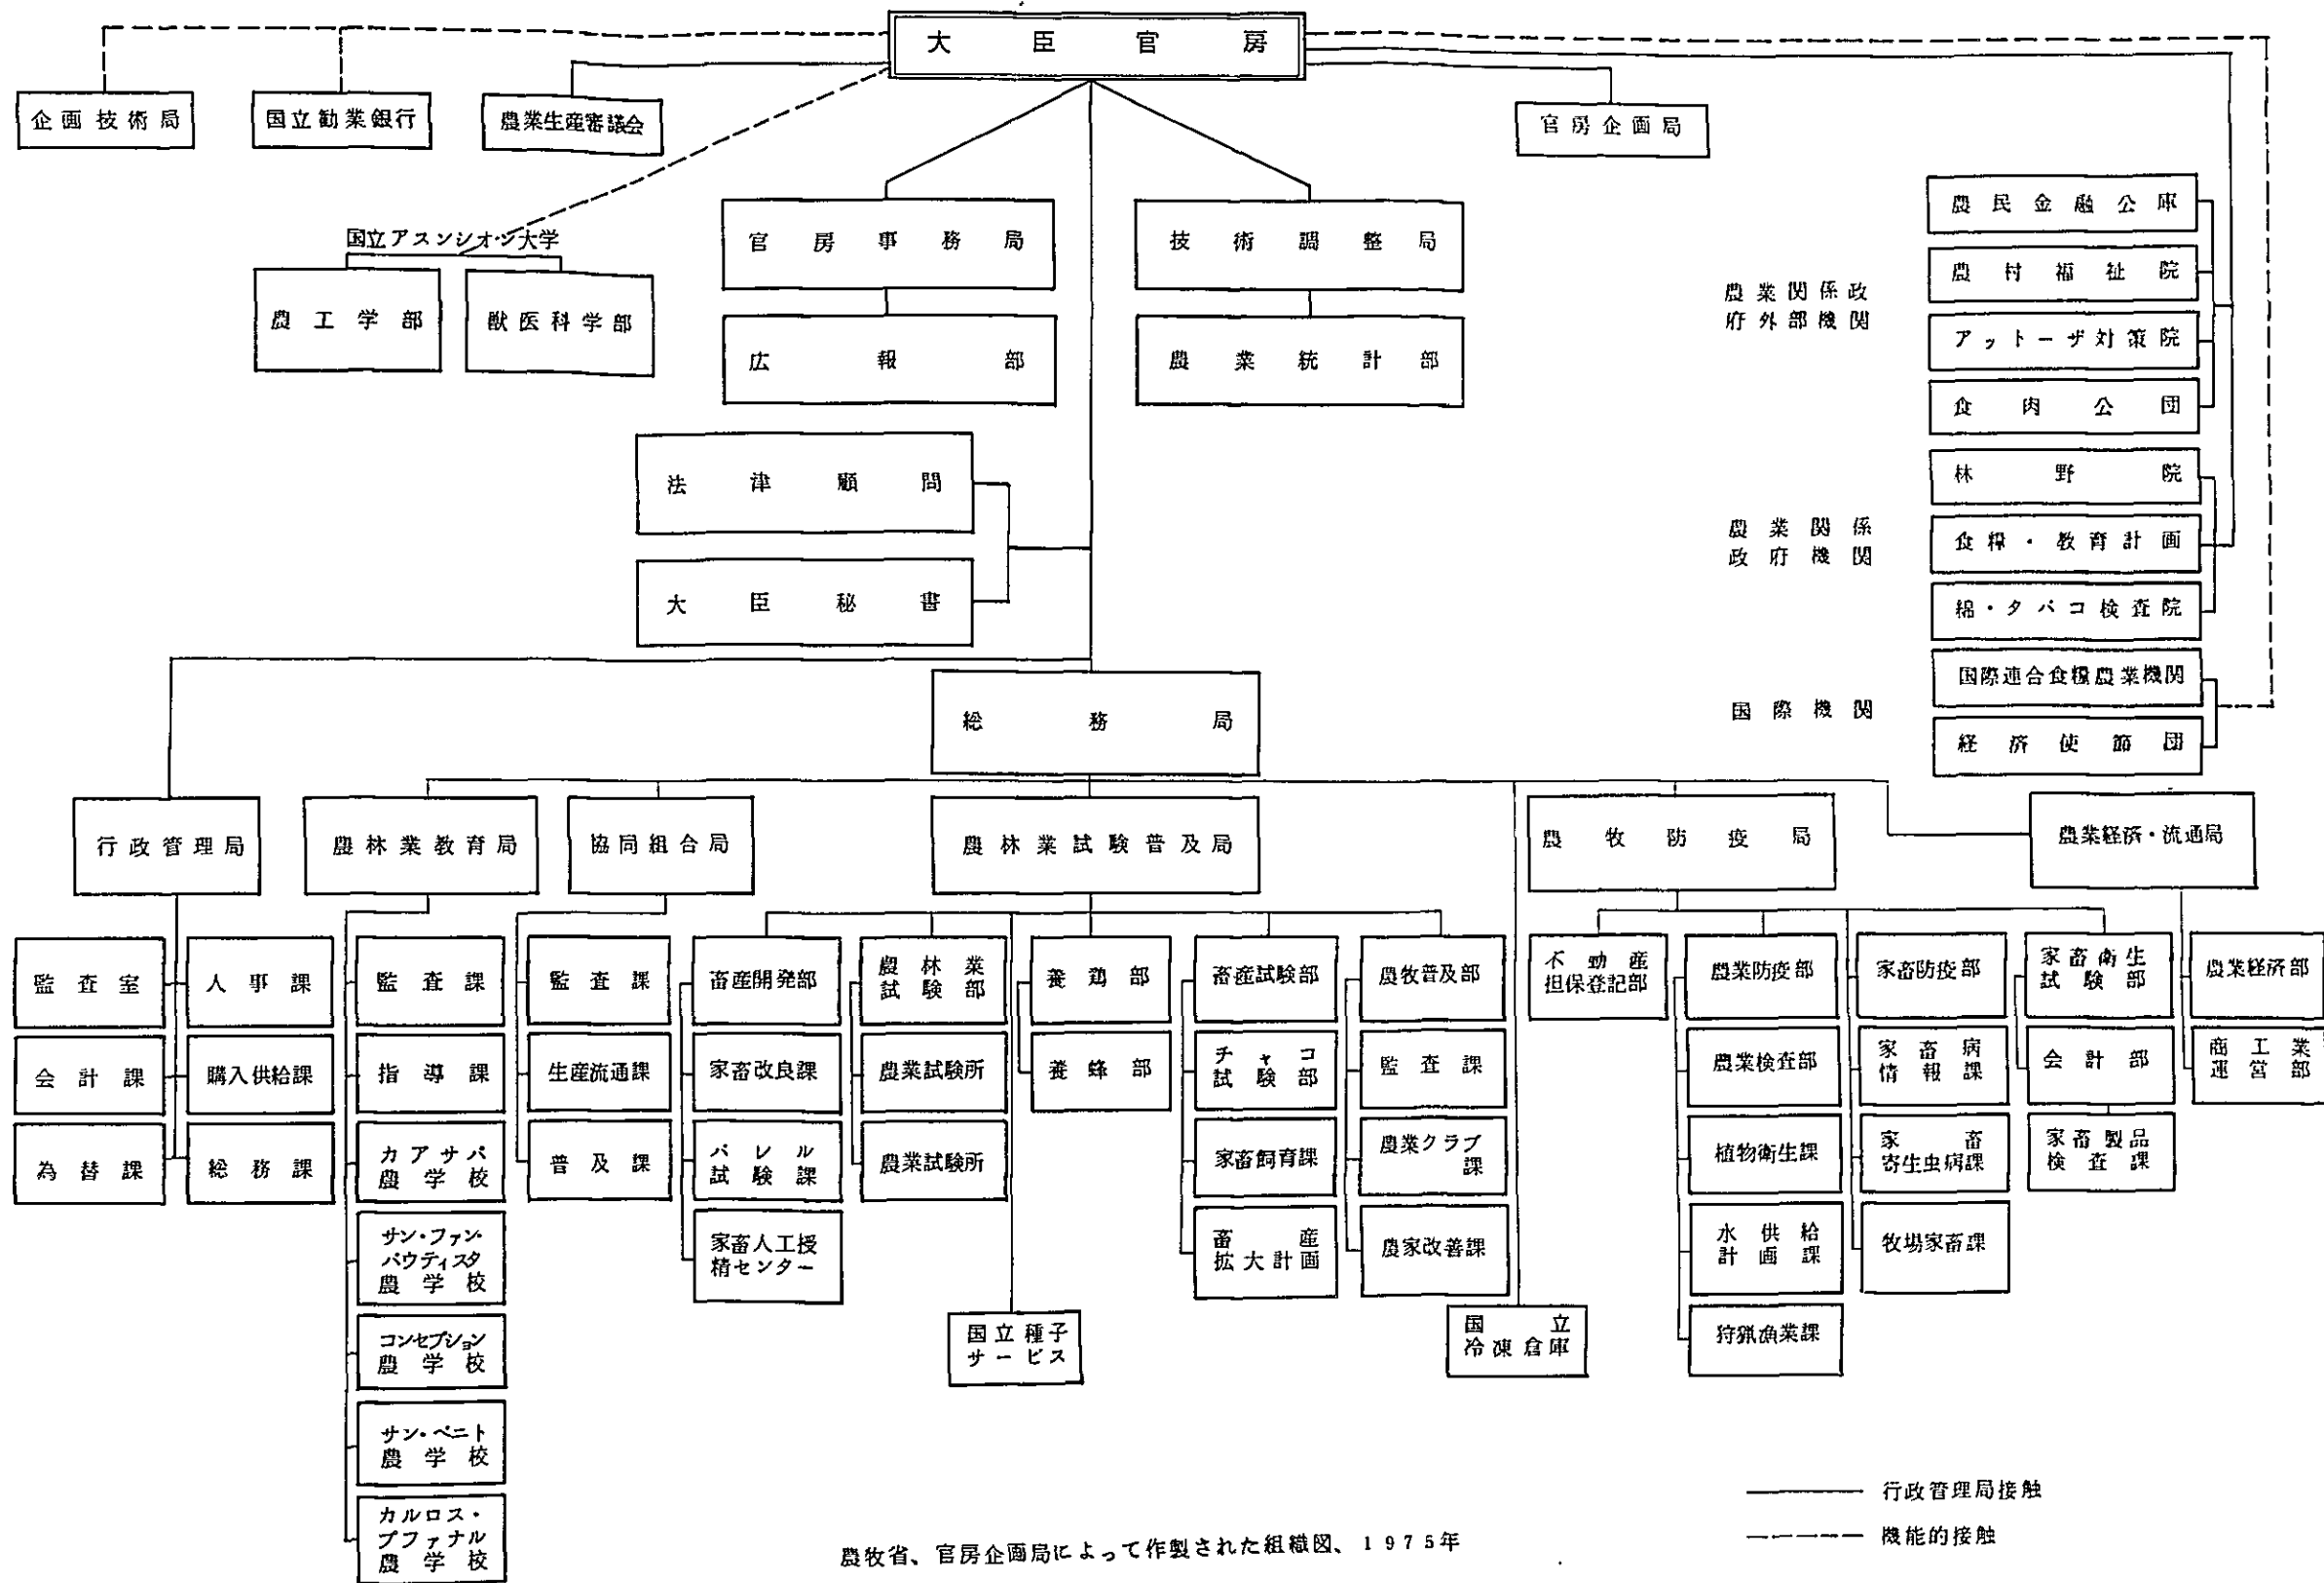 大臣官房
企画技術局
国立勧業銀行
農業生産審議会
官房企画局
国立アスンシオン大学
農工学部
獣医科学部
官房事務局
技術調整局
広報部
農業統計部
法津顧問
大臣秘書
農業関係政
府外部機関
農民金融公庫
農村福祉院
アットーザ対策院
食肉公団
農業関係
政府機関
林野院
食糧・教育計画
綿・タバコ検査院
国際機関
国際連合食糧農業機関
経済使節団
総務局
行政管理局
農林業教育局
協同組合局
農林業試験普及局
農牧防疫局
農業経済・流通局
監査室
人事課
会計課
購入供給課
為替課
総務課
監査課
指導課
カアサパ
農学校
サン・ファン・
バウティスタ
農学校
コンセプション
農学校
サン・ベニト
農学校
カルロス・
プファナル
農学校
監査課
生産流通課
普及課
畜産開発部
家畜改良課
バレル
試験課
家畜人工授
精センター
農林業
試験部
農業試験所
農業試験所
国立種子
サービス
養鶏部
養蜂部
畜産試験部
チャコ
試験部
家畜飼育課
畜産
拡大計画
農牧普及部
監査課
農業クラブ
課
農家改善課
国立
冷凍倉庫
不動産
担保登記部
農業防疫部
農業検査部
植物衛生課
水供給
計画課
狩猟漁業課
家畜防疫部
家畜病
情報課
家畜
寄生虫病課
牧場家畜課
家畜衛生
試験部
会計部
家畜製品
検査課
農業経済部
商工業
運営部
行政管理局接触
機能的接触
農牧省、官房企画局によって作製された組織図、1975年